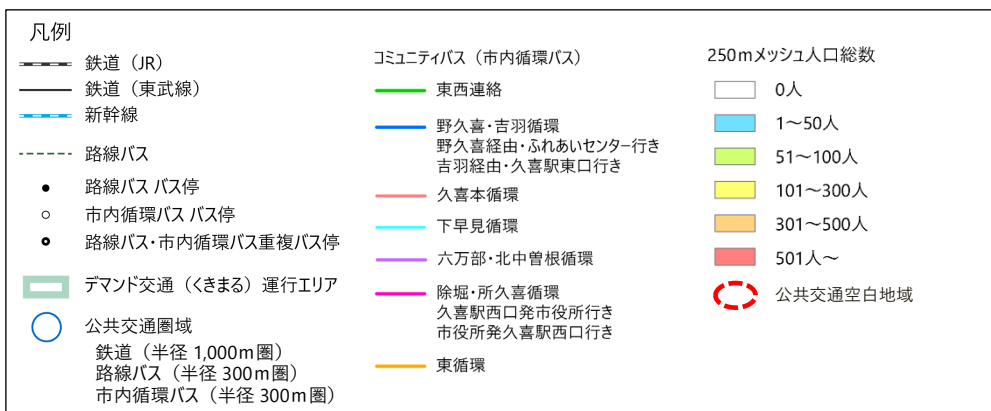 凡例
鉄道（JR）
鉄道（東武線）
新幹線
路線バス
路線バス バス停
市内循環バス バス停
路線バス・市内循環バス重複バス停
デマンド交通（くきまる）運行エリア
公共交通圏域
鉄道（半径 1,000m圏）
路線バス（半径 300m圏）
市内循環バス（半径 300m圏）
コミュニティバス（市内循環バス）
東西連絡
野久喜・吉羽循環
野久喜経由・ふれあいセンター行き
吉羽経由・久喜駅東口行き
久喜本循環
下早見循環
六万部・北中曽根循環
除堀・所久喜循環
久喜駅西口発市役所行き
市役所発久喜駅西口行き
東循環
250mメッシュ人口総数
0人
1～50人
51～100人
101～300人
301～500人
501人～
公共交通空白地域